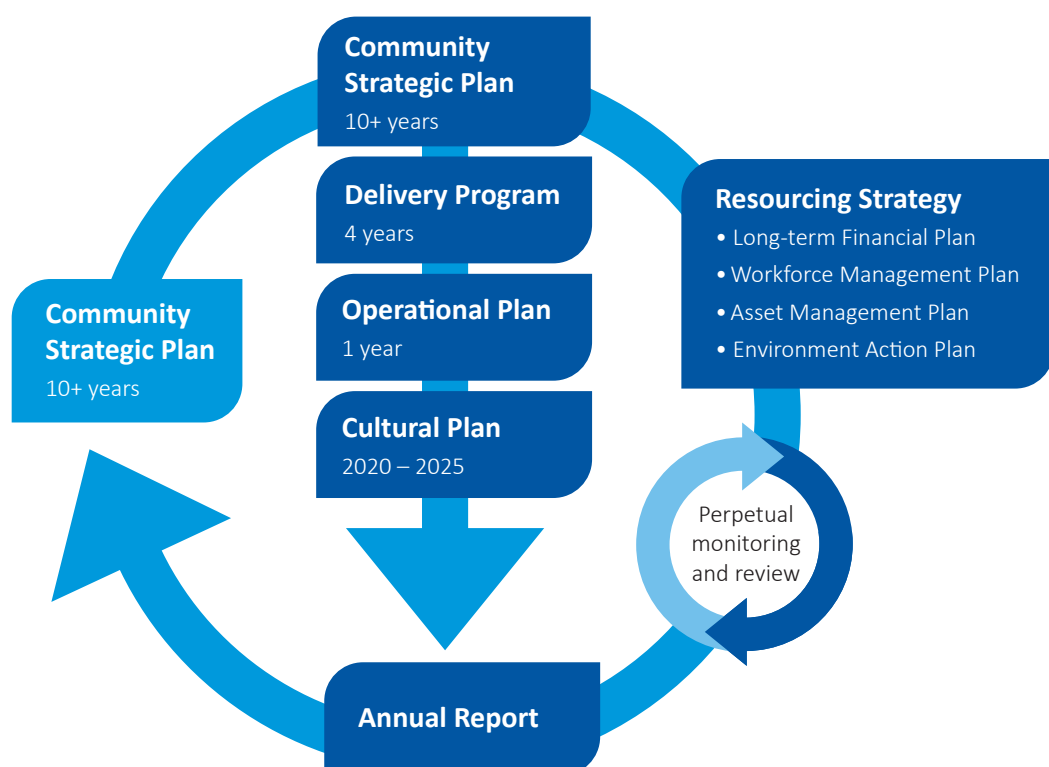 Community
Strategic Plan
10+ years
Delivery Program
4 years
Operational Plan
1 year
Cultural Plan
2020 – 2025
Resourcing Strategy
• Long-term Financial Plan
• Workforce Management Plan
• Asset Management Plan
• Environment Action Plan
Community
Strategic Plan
10+ years
Perpetual
monitoring
and review
Annual Report